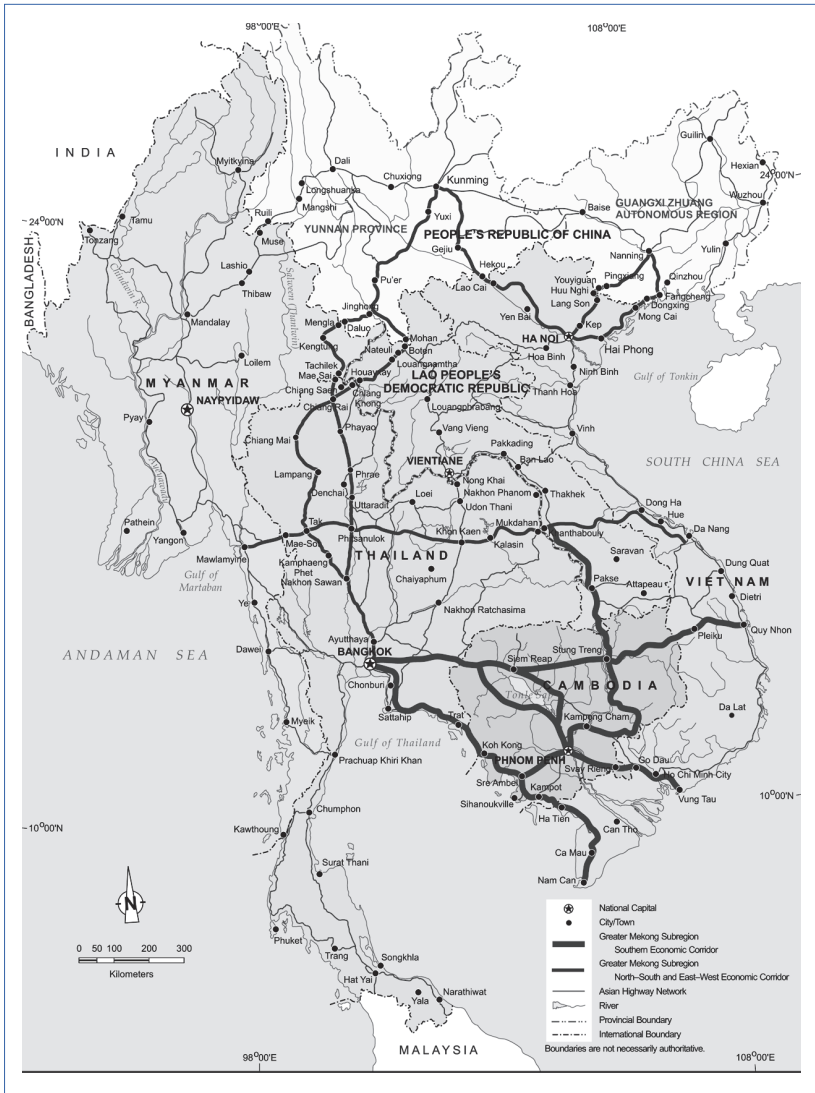 98°00'E
108°00'E
INDIA
Guilin
Hexian
24°00'N
Wuzhou
Myitkyina
Dali
Chuxiong
Kunming
Longshuanka
Mangshi
Baise
GUANGXI ZHUANG
AUTONOMOUS REGION
24°00'N
Tamu
Tonzang
Ruili
Muse
YUNNAN PROVINCE
Yuxi
PEOPLE'S REPUBLIC OF CHINA
Gejiu
Nanning
Yulin
BANGLADESH
Chindwin R.
Lashio
Thibaw
Salween (Thanlwin)
Pu'er
Hekou
Lao Cai
Youyiguan
Pingxiang
Huu Nghi
Lang Son
Qinzhou
Fangcheng
Dongxing
Mong Cai
Mandalay
Jinghong
Mengla
Daluo
Kengtung
Yen Bai
Kep
HA NOI
Hai Phong
Hoa Binh
Mohan
Boten
Nateuli
Louangnamtha
Loilem
MYANMAR
NAYPYIDAW
Tachilek
Mae Sai
Houayxay
Chiang Saen
Chiang
Khong
Chiang Rai
LAO PEOPLE'S
DEMOCRATIC REPUBLIC
Ninh Binh
Thanh Hoa
Gulf of Tonkin
Louangphrabang
Pyay
Phayao
Chiang Mai
Vang Vieng
Vinh
Pakkading
Ban Lao
VIENTIANE
SOUTH CHINA SEA
Lampang
Phrae
Denchai
Uttaradit
Loei
Nong Khai
Nakhon Phanom
Thakhek
Udon Thani
Dong Ha
Hue
Pathein
Yangon
Tak
Mae-Sot
Phitsanulok
Khon Kaen
Mukdahan
Khanthabouly
Kalasin
Da Nang
Mawlamyine
Kamphaeng
Phet
THAILAND
Saravan
Dung Quat
Gulf of
Martaban
Nakhon Sawan
Chaiyaphum
Pakse
Attapeu
VIET NAM
Dietri
Ye
Nakhon Ratchasima
Quy Nhon
Pleiku
Ayutthaya
Stung Treng
ANDAMAN SEA
Dawei
BANGKOK
Siem Reap
CAMBODIA
Chonburi
Tonle Sap
Sattahip
Trat
Kampong Cham
Da Lat
Myeik
Gulf of Thailand
Koh Kong
PHNOM PENH
Svay Rieng
Go Dau
Ho Chi Minh City
Prachuap Khiri Khan
Sre Ambel
Kampot
Sihanoukville
Vung Tau
10°00'N
Ha Tien
Can Tho
Chumphon
10°00'N
Kawthoung
Ca Mau
Surat Thani
Nam Can
N
0 50 100 200 300
Kilometers
Phuket
Trang
Songkhla
Hat Yai
Yala
Narathiwat
MALAYSIA
National Capital
City/Town
Greater Mekong Subregion
Southern Economic Corridor
Greater Mekong Subregion
North–South and East–West Economic Corridor
Asian Highway Network
River
Provincial Boundary
International Boundary
Boundaries are not necessarily authoritative.
98°00'E
108°00'E